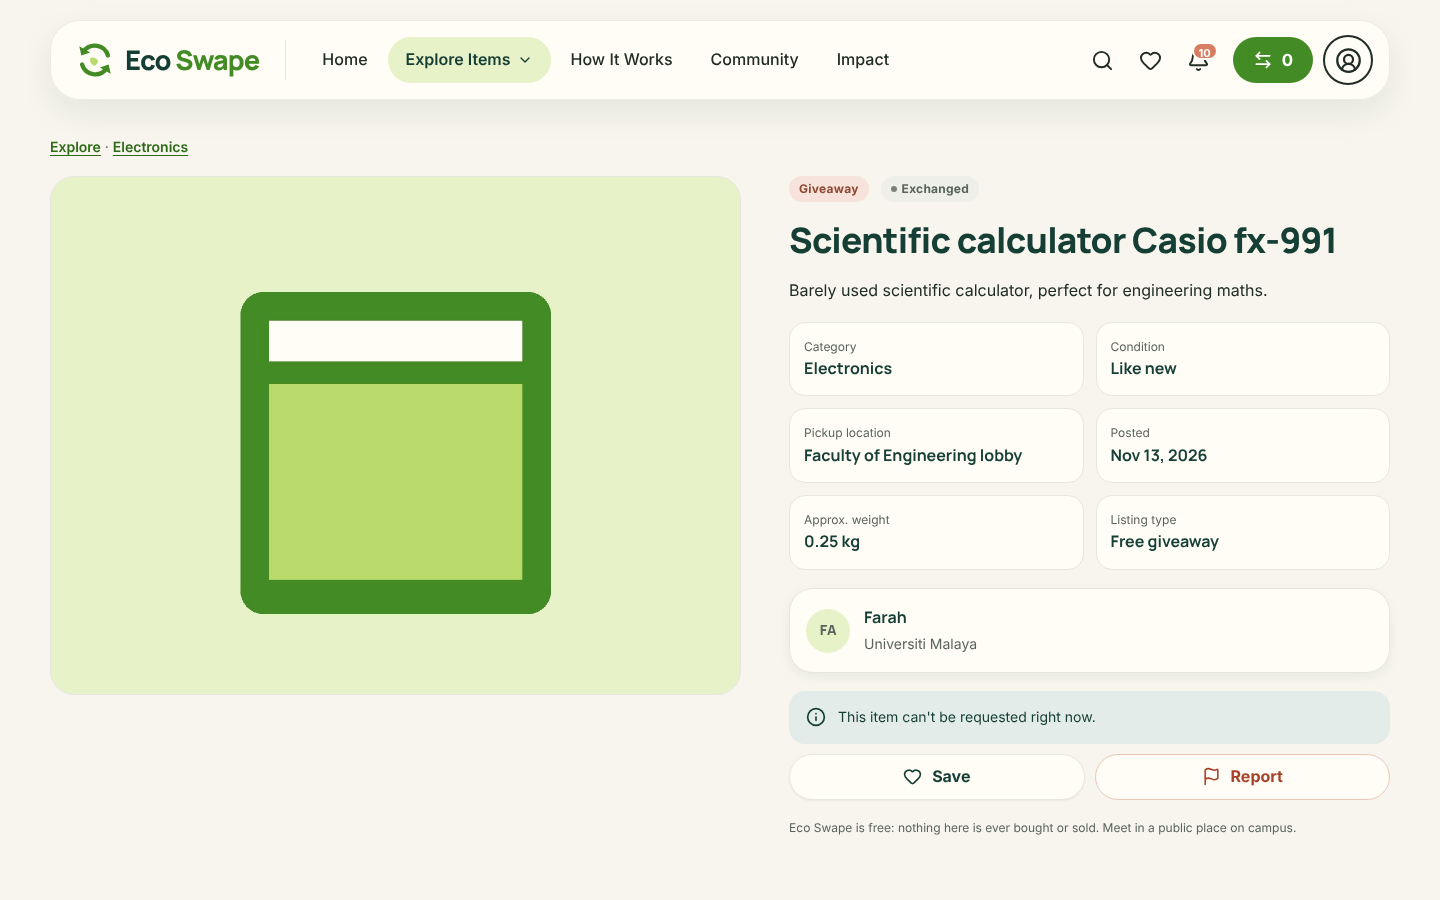 Eco Swape
Home
Explore Items
How It Works
Community
Impact
10
0
Explore · Electronics
Giveaway
Exchanged
Scientific calculator Casio fx-991
Barely used scientific calculator, perfect for engineering maths.
Category
Electronics
Condition
Like new
Pickup location
Faculty of Engineering lobby
Posted
Nov 13, 2026
Approx. weight
0.25 kg
Listing type
Free giveaway
FA
Farah
Universiti Malaya
This item can't be requested right now.
Save
Report
Eco Swape is free: nothing here is ever bought or sold. Meet in a public place on campus.